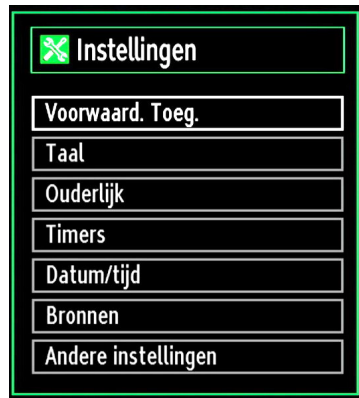 Instellingen
Voorwaard. Toeg.
Taal
Ouderlijk
Timers
Datum/tijd
Bronnen
Andere instellingen